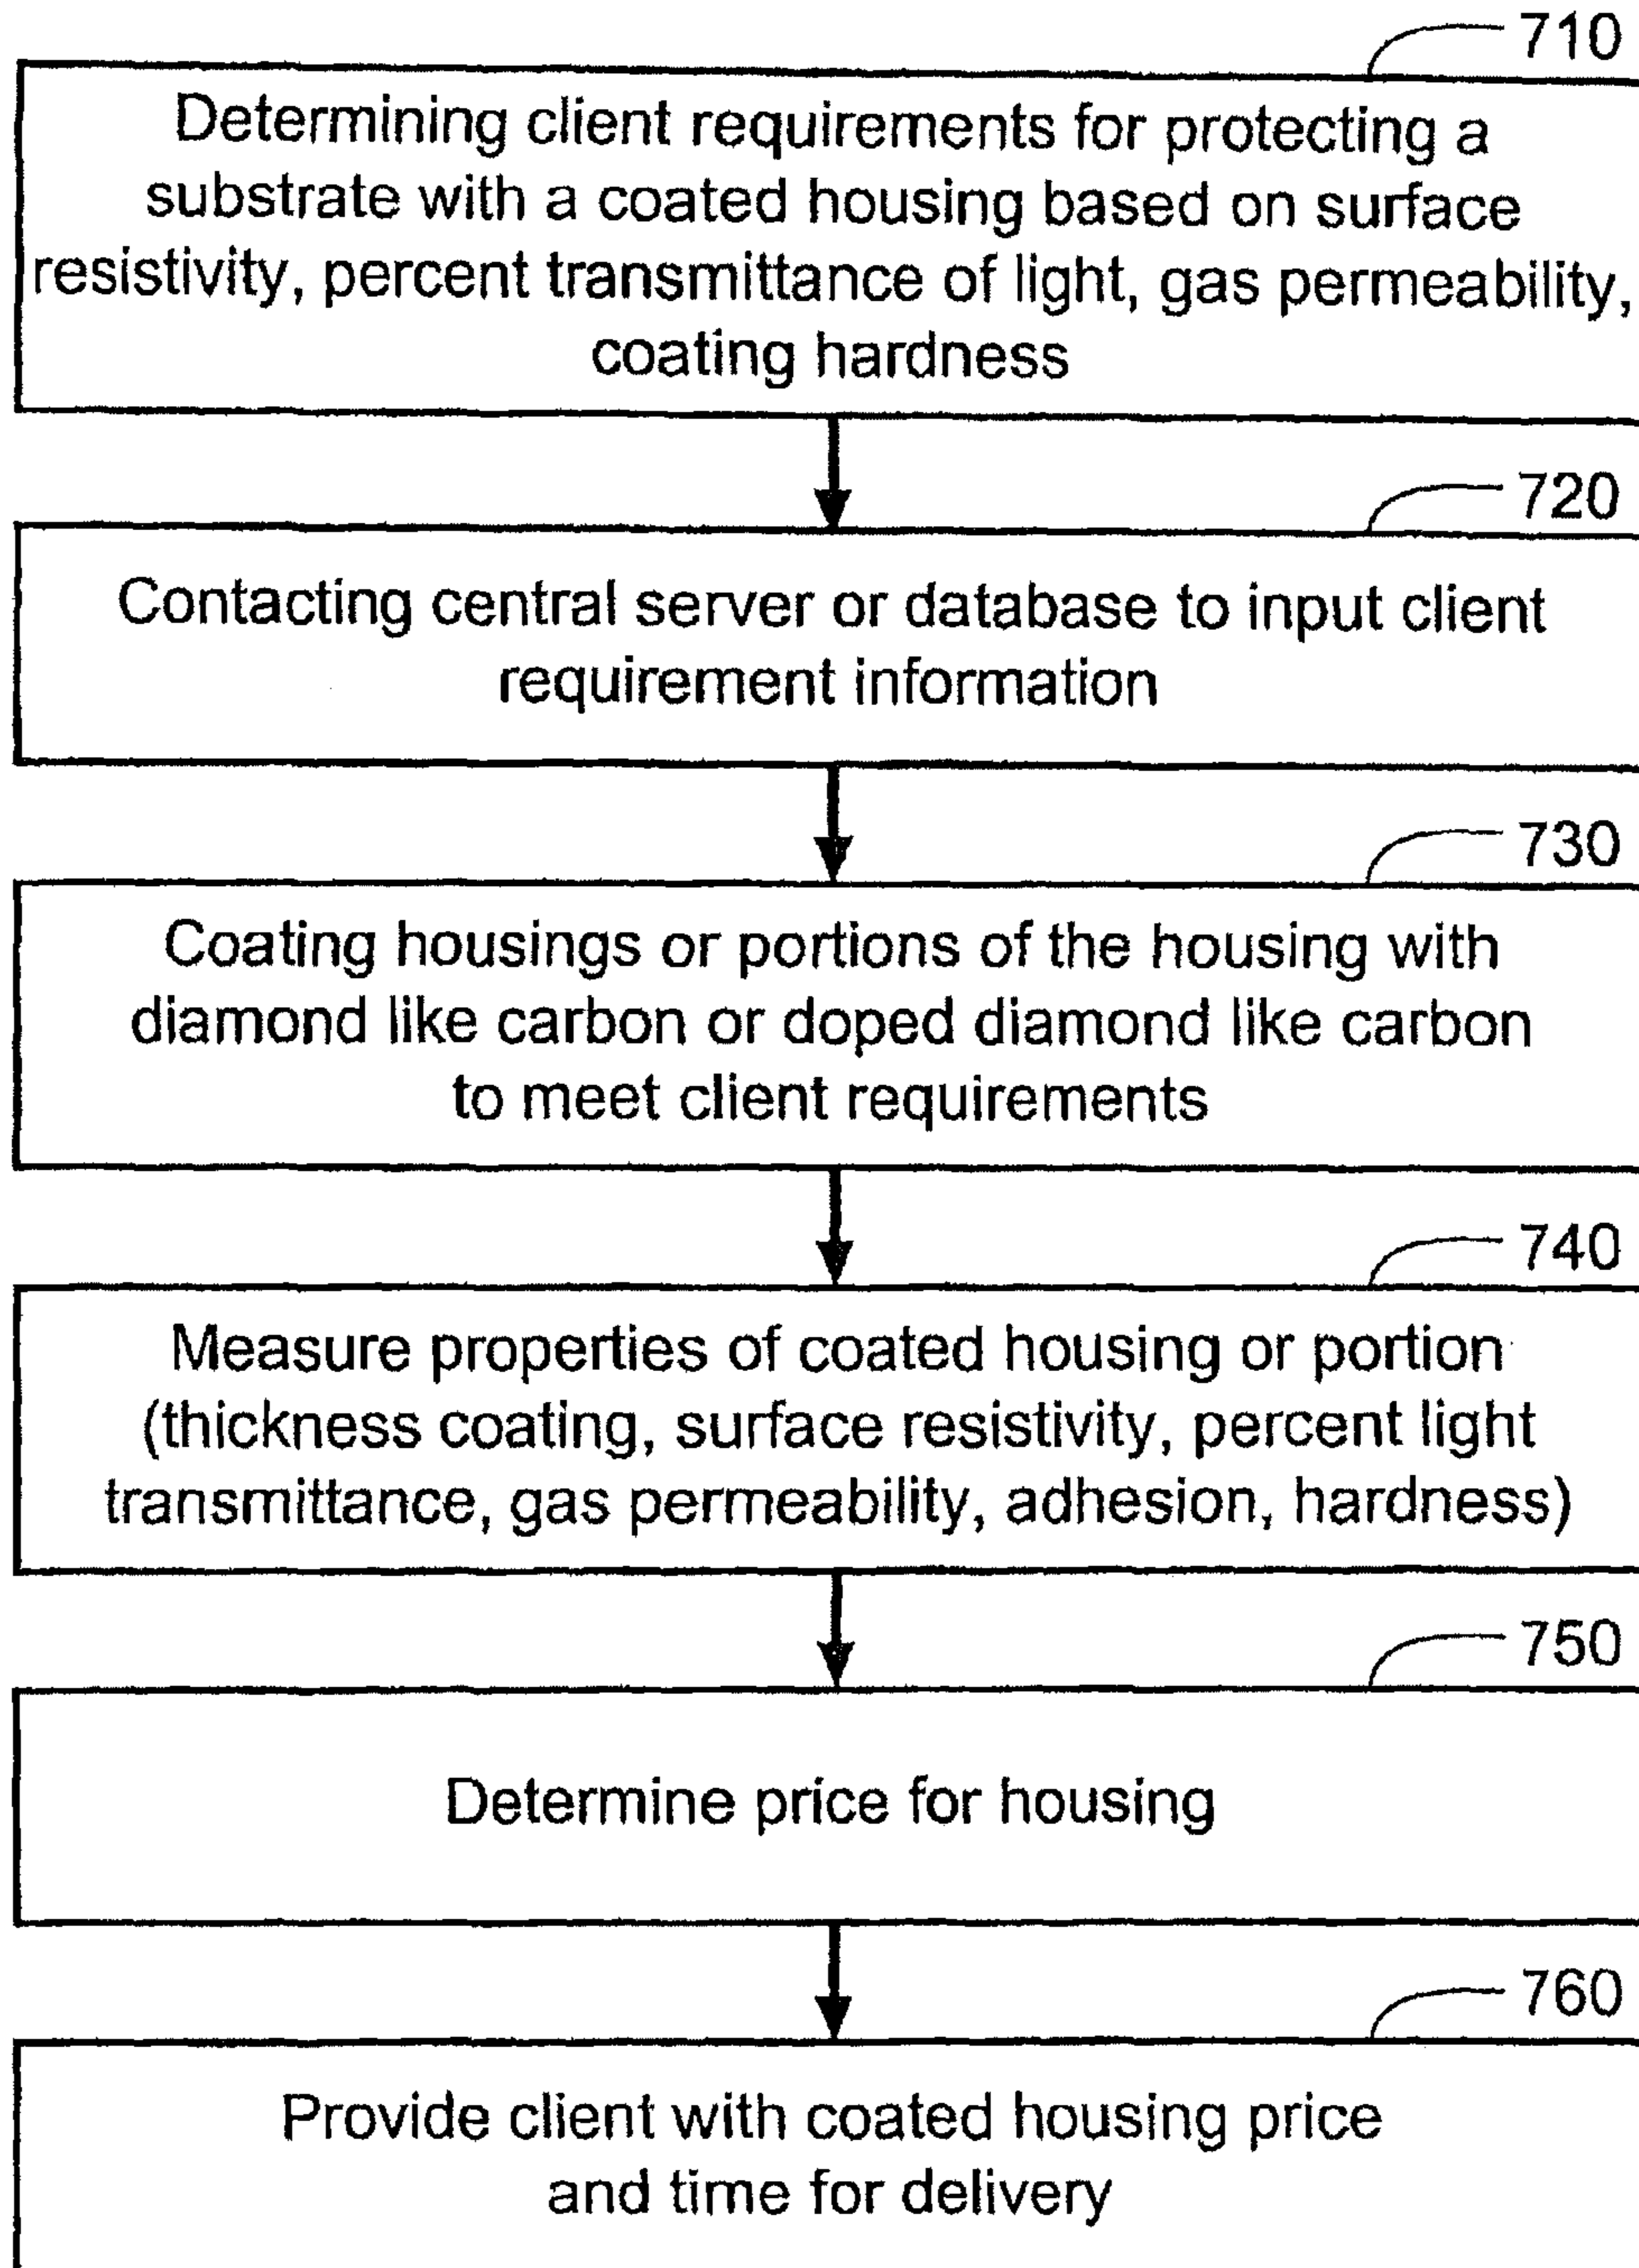 710
Determining client requirements for protecting a
substrate with a coated housing based on surface
resistivity, percent transmittance of light, gas permeability,
coating hardness
720
Contacting central server or database to input client
requirement information
730
Coating housings or portions of the housing with
diamond like carbon or doped diamond like carbon
to meet client requirements
740
Measure properties of coated housing or portion
(thickness coating, surface resistivity, percent light
transmittance, gas permeability, adhesion, hardness)
750
Determine price for housing
760
Provide client with coated housing price
and time for delivery